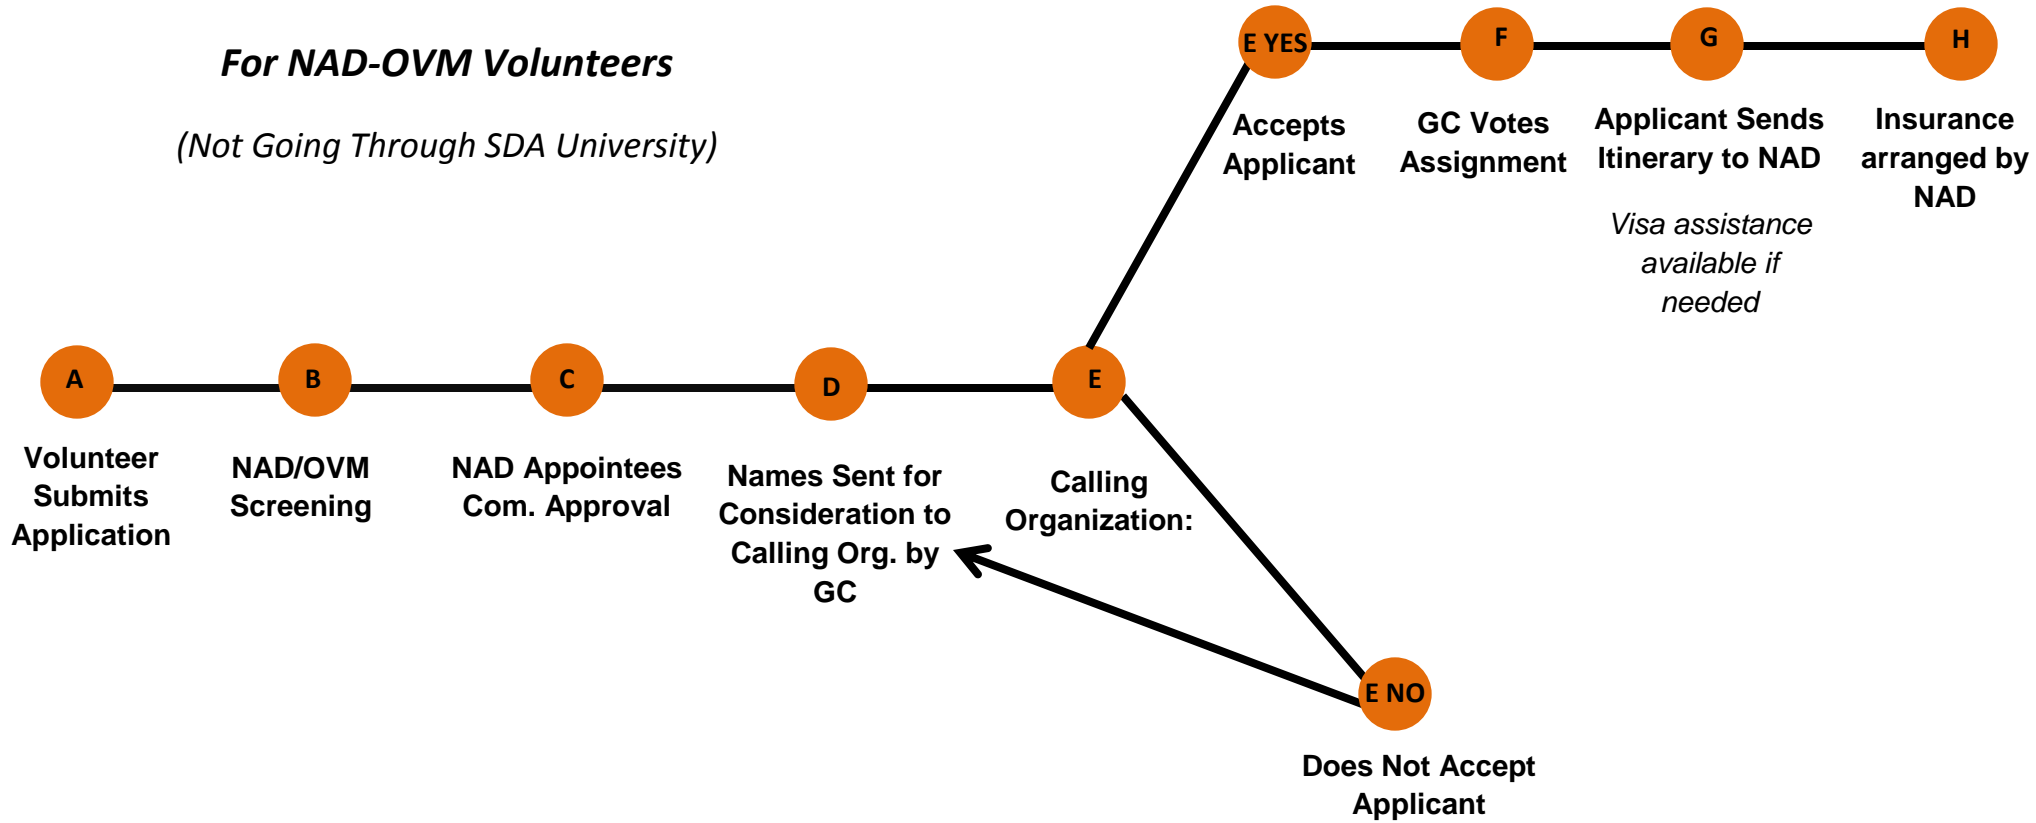 For NAD-OVM Volunteers
(Not Going Through SDA University)
E YES
F
G
H
Accepts
Applicant
GC Votes
Assignment
Applicant Sends
Itinerary to NAD
Visa assistance
available if
needed
Insurance
arranged by
NAD
A
B
C
D
E
Volunteer
Submits
Application
NAD/OVM
Screening
NAD Appointees
Com. Approval
Names Sent for
Consideration to
Calling Org. by
GC
Calling
Organization:
E NO
Does Not Accept
Applicant